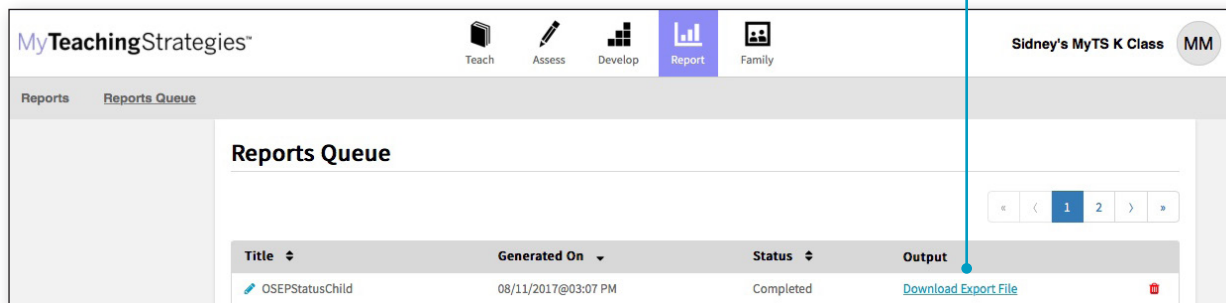 MyTeachingStrategies™
Teach Assess Develop Report Family
Sidney's MyTS K Class MM
Reports Reports Queue
Reports Queue
« 〈 1 2 〉 »
Title Generated On Status Output
OSEPStatusChild 08/11/2017@03:07 PM Completed Download Export File